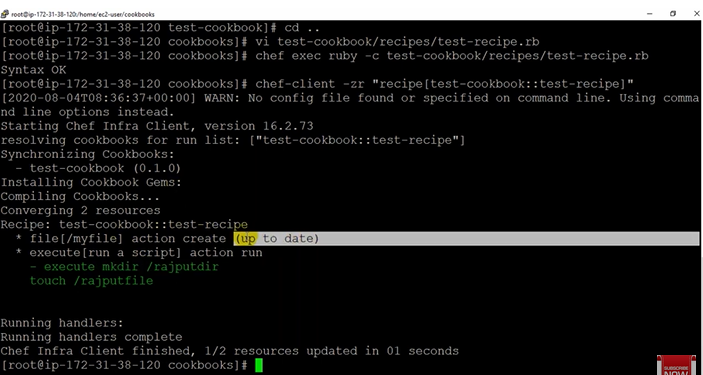 root@ip-172-31-38-120:/home/ec2-user/cookbooks
[root@ip-172-31-38-120 test-cookbook]# cd ..
[root@ip-172-31-38-120 cookbooks]# vi test-cookbook/recipes/test-recipe.rb
[root@ip-172-31-38-120 cookbooks]# chef exec ruby -c test-cookbook/recipes/test-recipe.rb
Syntax OK
[root@ip-172-31-38-120 cookbooks]# chef-client -zr "recipe[test-cookbook::test-recipe]"
[2020-08-04T08:36:37+00:00] WARN: No config file found or specified on command line. Using comma
nd line options instead.
Starting Chef Infra Client, version 16.2.73
resolving cookbooks for run list: ["test-cookbook::test-recipe"]
Synchronizing Cookbooks:
  - test-cookbook (0.1.0)
Installing Cookbook Gems:
Compiling Cookbooks...
Converging 2 resources
Recipe: test-cookbook::test-recipe
  * file[/myfile] action create (up to date)
  * execute[run a script] action run
    - execute mkdir /rajputdir
    touch /rajputfile
Running handlers:
Running handlers complete
Chef Infra Client finished, 1/2 resources updated in 01 seconds
[root@ip-172-31-38-120 cookbooks]#
SUBSCRIBE
NOW